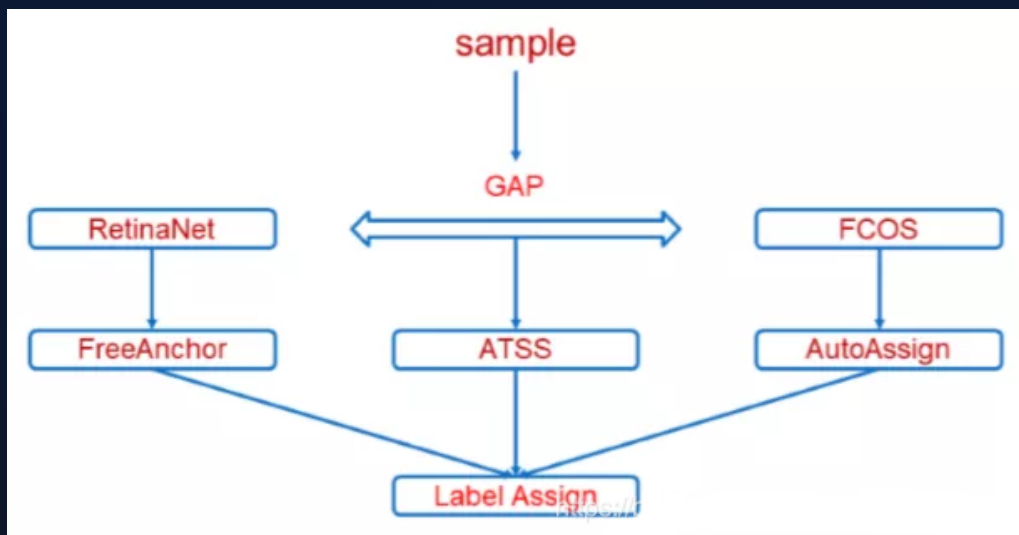 sample
GAP
RetinaNet
FCOS
FreeAnchor
ATSS
AutoAssign
Label Assign